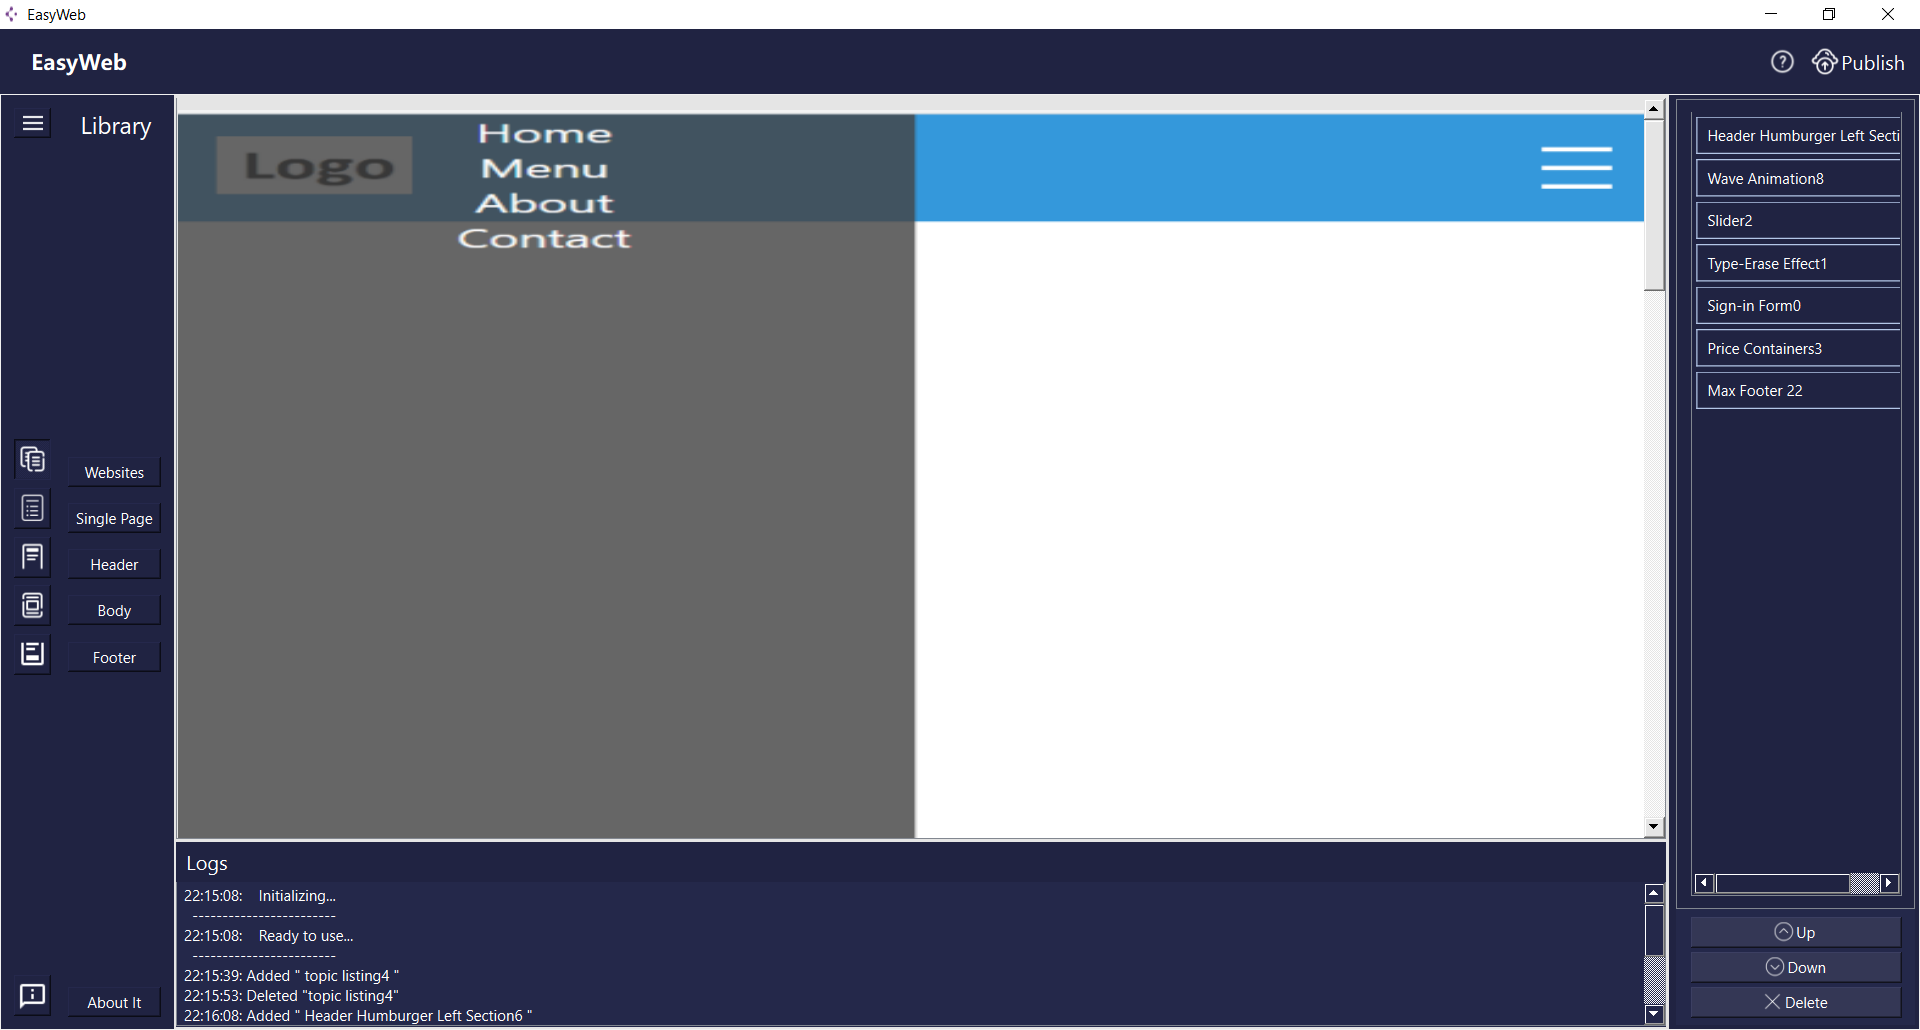 EasyWeb
EasyWeb
Publish
Library
Websites
Single Page
Header
Body
Footer
About It
Logo
Home
Menu
About
Contact
Logs
22:15:08: Initializing...
------------------------
22:15:08: Ready to use...
------------------------
22:15:39: Added " topic listing4 "
22:15:53: Deleted "topic listing4"
22:16:08: Added " Header Humburger Left Section6 "
Header Humburger Left Secti
Wave Animation8
Slider2
Type-Erase Effect1
Sign-in Form0
Price Containers3
Max Footer 22
Up
Down
Delete